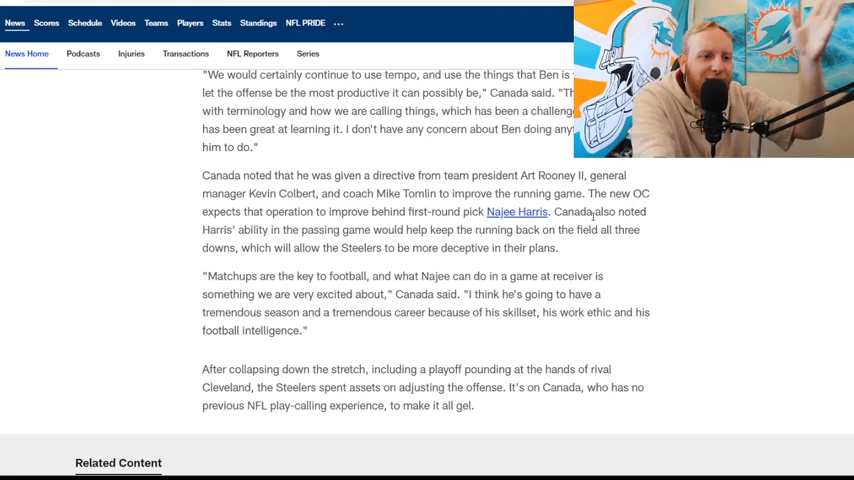 News Scores Schedule Videos Teams Players Stats Standings NFL PRIDE ...
News Home Podcasts Injuries Transactions NFL Reporters Series
"We would certainly continue to use tempo, and use the things that Ben is
let the offense be the most productive it can possibly be," Canada said.
with terminology and how we are calling things, which has been a
has been great at learning it. I don't have any concern about Ben doing
him to do."
Canada noted that he was given a directive from team president Art Rooney II, general
manager Kevin Colbert, and coach Mike Tomlin to improve the running game. The new OC
expects that operation to improve behind first-round pick Najee Harris. Canada also noted
Harris' ability in the passing game would help keep the running back on the field all three
downs, which will allow the Steelers to be more deceptive in their plans.
"Matchups are the key to football, and what Najee can do in a game at receiver is
something we are very excited about," Canada said. "I think he's going to have a
tremendous season and a tremendous career because of his skillset, his work ethic and his
football intelligence."
After collapsing down the stretch, including a playoff pounding at the hands of rival
Cleveland, the Steelers spent assets on adjusting the offense. It's on Canada, who has no
previous NFL play-calling experience, to make it all gel.
Related Content